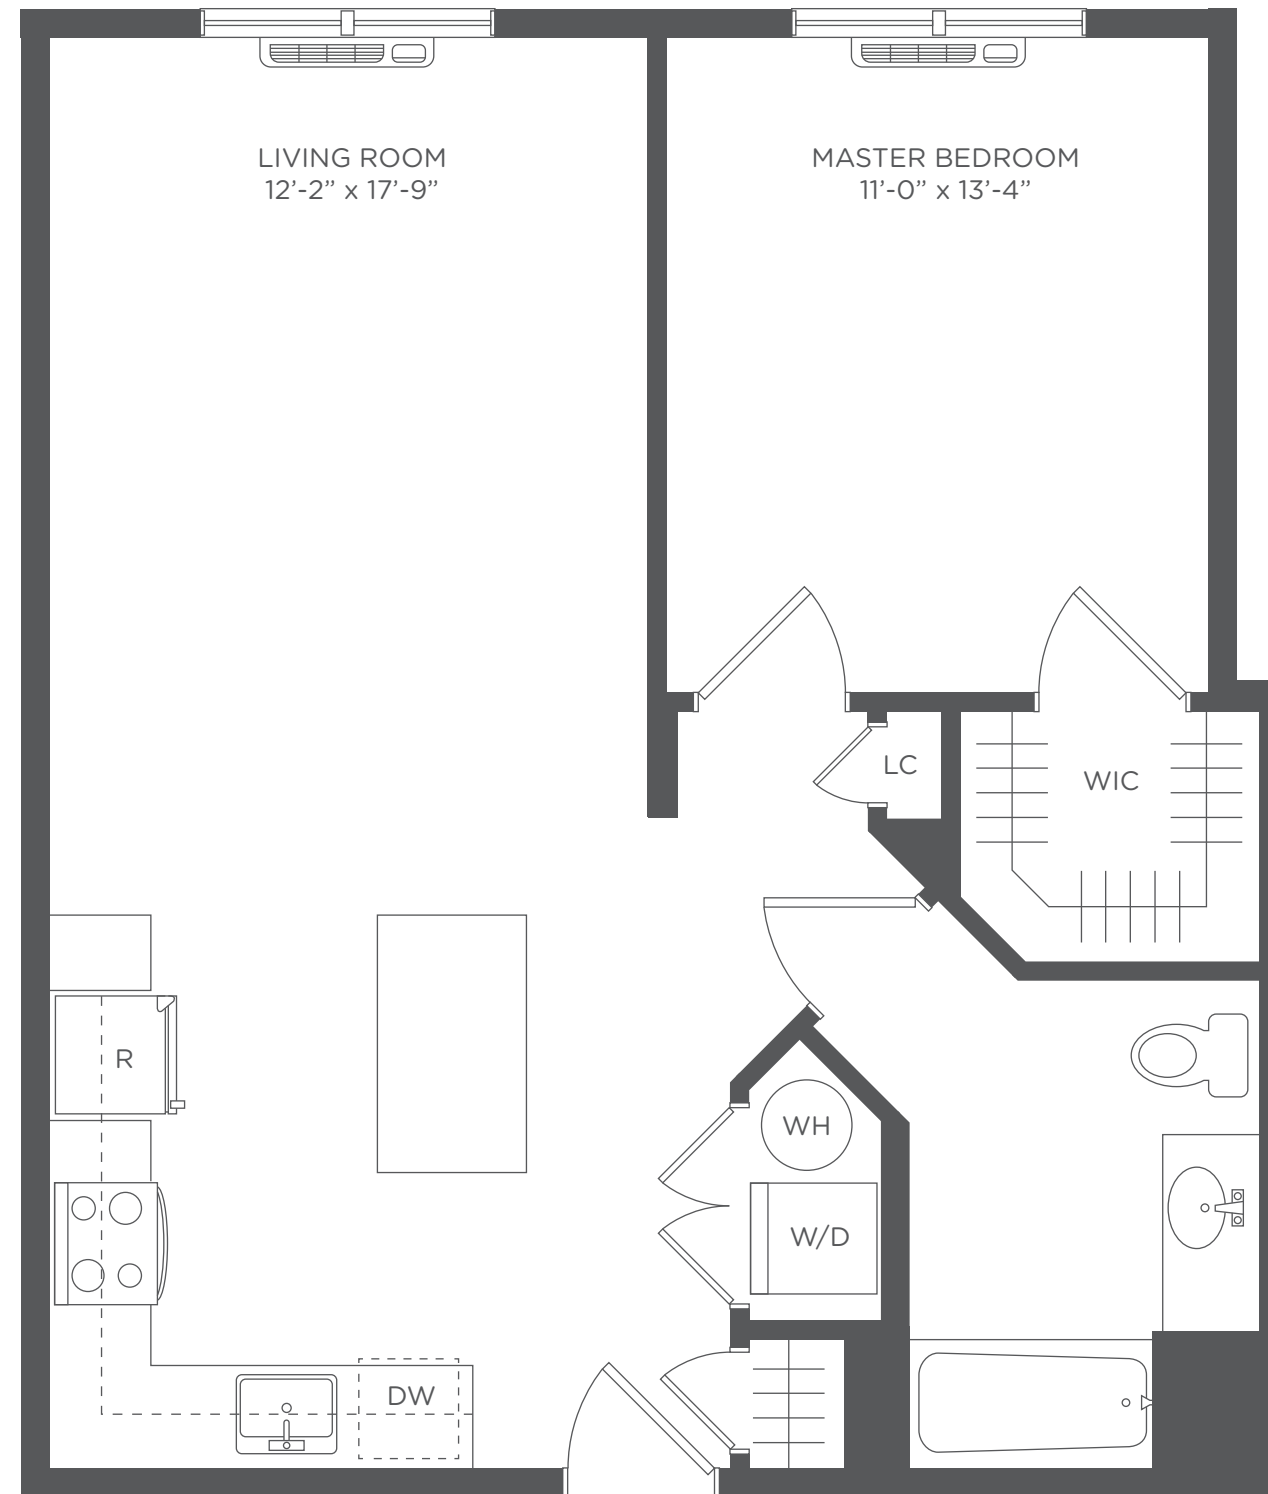 LIVING ROOM
12’-2” x 17’-9”
MASTER BEDROOM
11’-0” x 13’-4”
LC
WIC
R
WH
W/D
DW